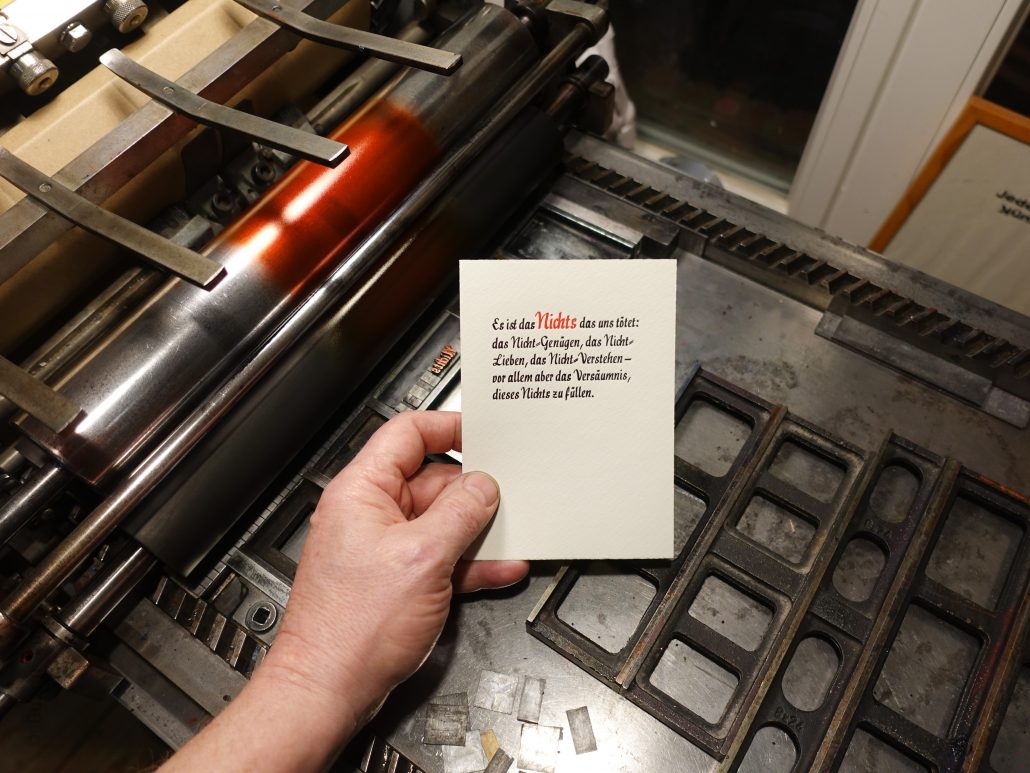 Es ist das Nichts das uns tötet:
das Nicht-Genügen, das Nicht-
Lieben, das Nicht-Verstehen –
vor allem aber das Versäumnis,
dieses Nichts zu füllen.